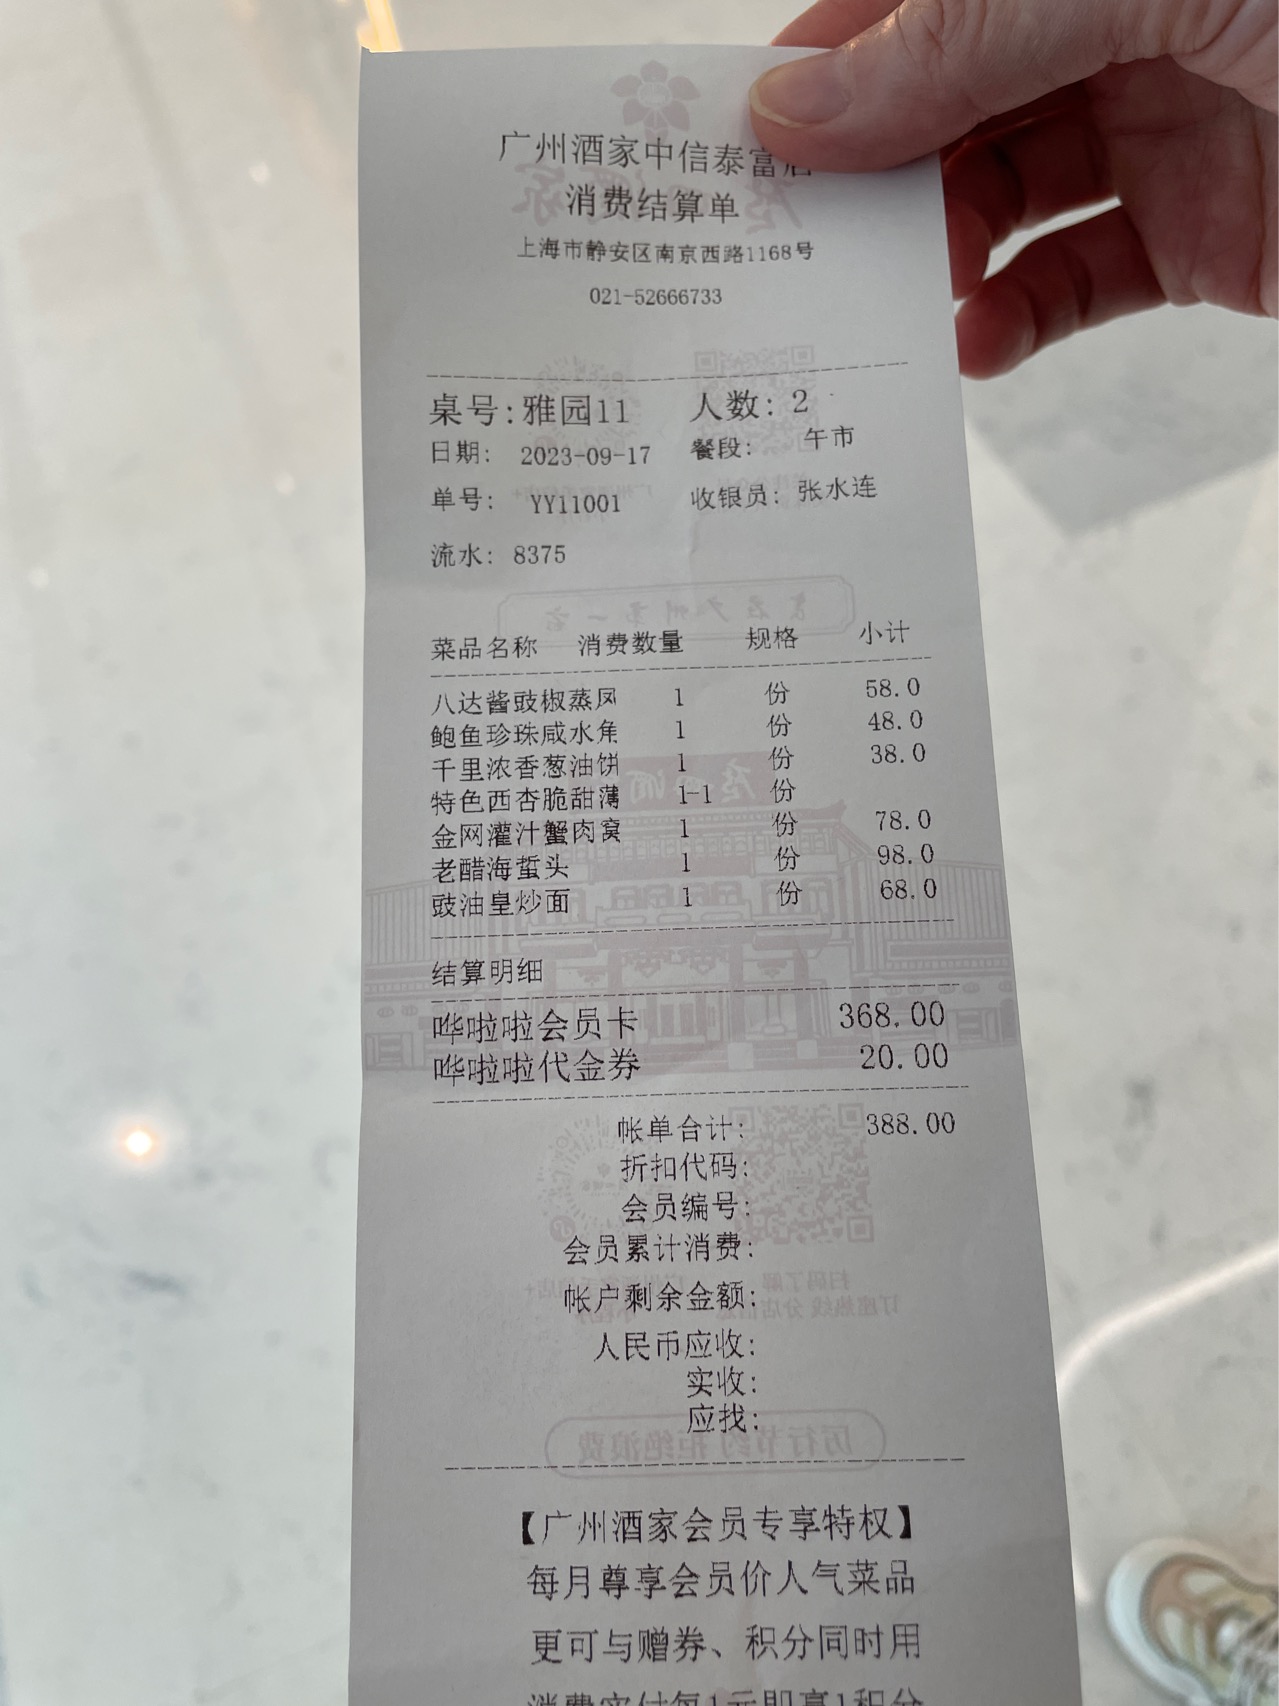 广州酒家中信泰富店
消费结算单
上海市静安区南京西路1168号
021-52666733
桌号:雅园11 人数: 2
日期: 2023-09-17 餐段: 午市
单号: YY11001 收银员: 张水连
流水: 8375
菜品名称 消费数量 规格 小计
八达酱豉椒蒸凤 1 份 58.0
鲍鱼珍珠咸水角 1 份 48.0
千里浓香葱油饼 1 份 38.0
特色西杏脆甜薄 1-1 份
金网灌汁蟹肉窝 1 份 78.0
老醋海蜇头 1 份 98.0
豉油皇炒面 1 份 68.0
结算明细
哗啦啦会员卡 368.00
哗啦啦代金券 20.00
帐单合计: 388.00
折扣代码:
会员编号:
会员累计消费:
帐户剩余金额:
人民币应收:
实收:
应找:
【广州酒家会员专享特权】
每月尊享会员价人气菜品
更可与赠券、积分同时用
消费实付每1元即享1积分